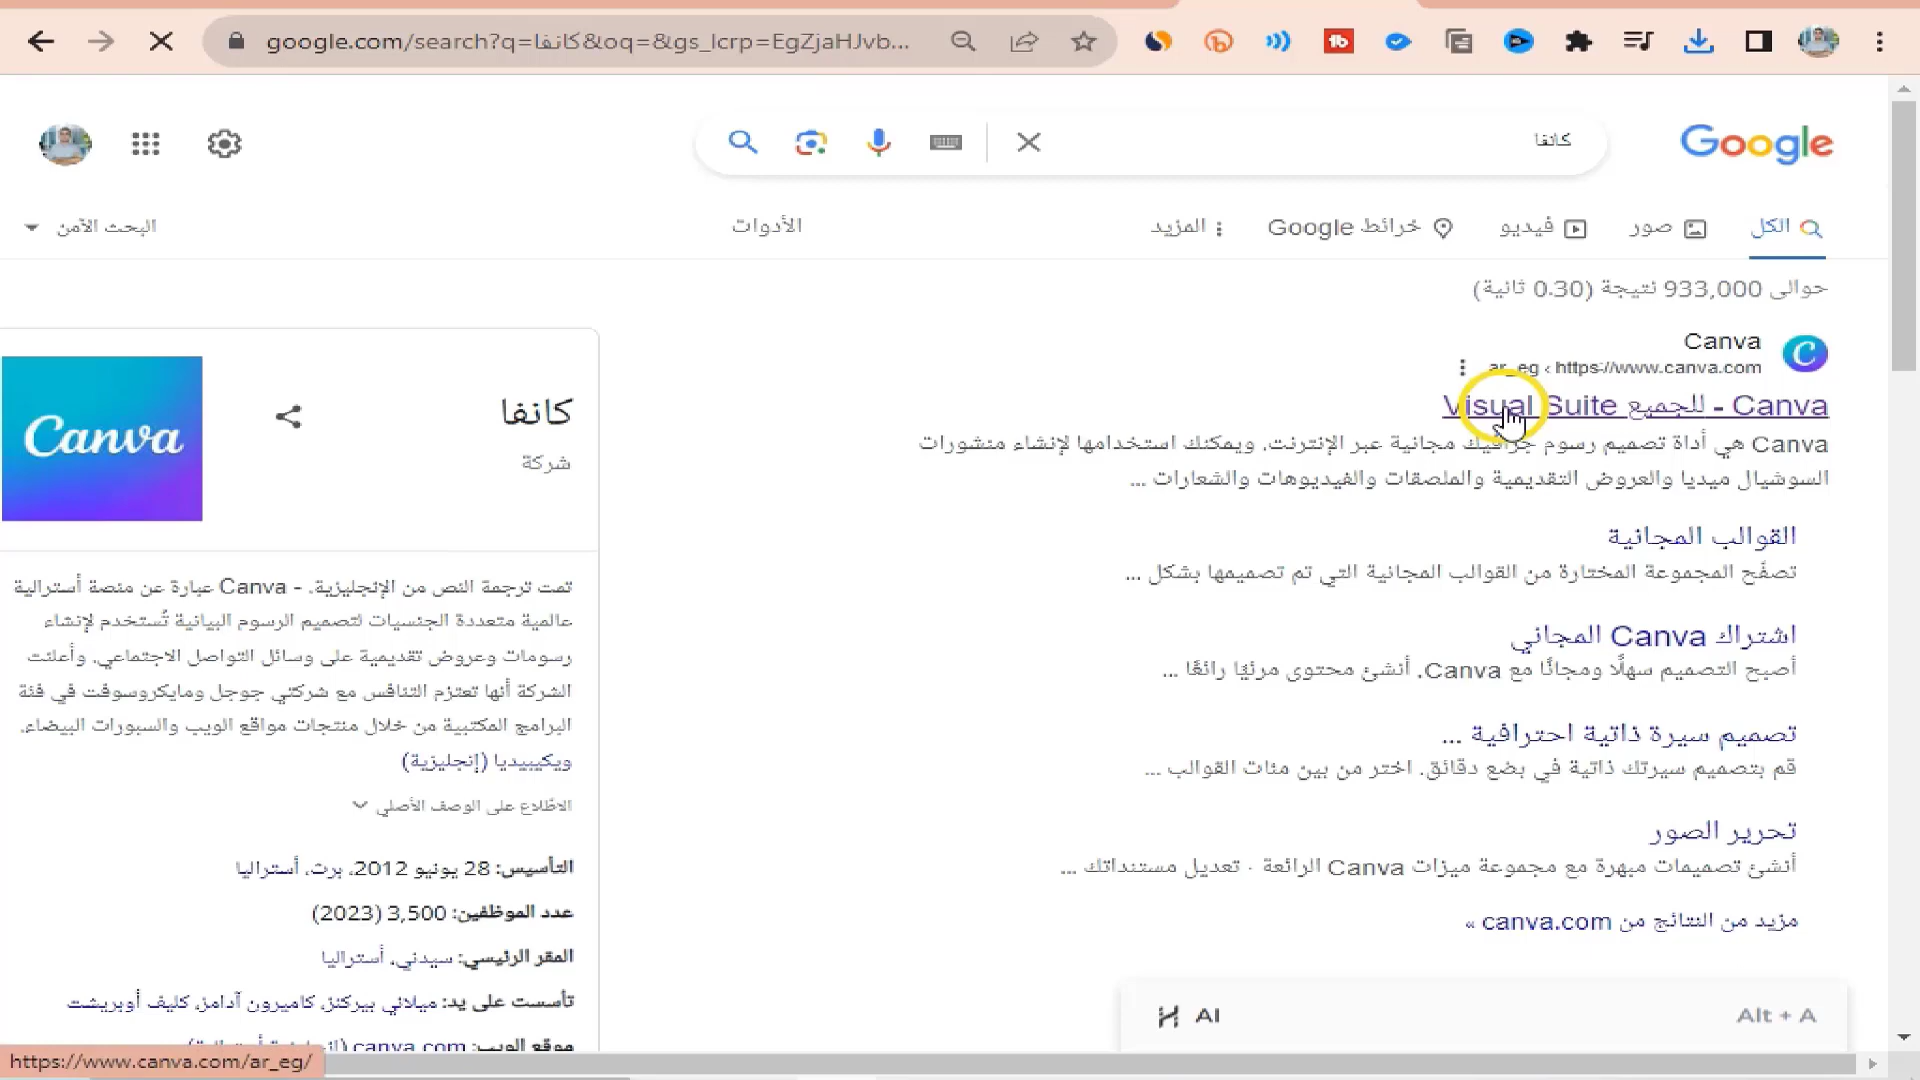 google.com/search?q=كانفا&oq=&gs_lcrp=EgZjaHJvb...
كانفا
Google
الكل
صور
فيديو
خرائط Google
المزيد
الأدوات
البحث الآمن
حوالى 933,000 نتيجة (0.30 ثانية)
Canva
https://www.canva.com › ar_eg
Canva - للجميع Visual Suite
Canva هي أداة تصميم رسوم جرافيك مجانية عبر الإنترنت. ويمكنك استخدامها لإنشاء منشورات
السوشيال ميديا والعروض التقديمية والملصقات والفيديوهات والشعارات ...
القوالب المجانية
تصفّح المجموعة المختارة من القوالب المجانية التي تم تصميمها بشكل ...
اشتراك Canva المجاني
أصبح التصميم سهلًا ومجانًا مع Canva. أنشئ محتوى مرئيًا رائعًا ...
تصميم سيرة ذاتية احترافية ...
قم بتصميم سيرتك ذاتية في بضع دقائق. اختر من بين مئات القوالب ...
تحرير الصور
أنشئ تصميمات مبهرة مع مجموعة ميزات Canva الرائعة · تعديل مستنداتك ...
مزيد من النتائج من canva.com »
AI
Alt + A
Canva
كانفا
شركة
تمت ترجمة النص من الإنجليزية. - Canva عبارة عن منصة أسترالية
عالمية متعددة الجنسيات لتصميم الرسوم البيانية تُستخدم لإنشاء
رسومات وعروض تقديمية على وسائل التواصل الاجتماعي. وأعلنت
الشركة أنها تعتزم التنافس مع شركتي جوجل ومايكروسوفت في فئة
البرامج المكتبية من خلال منتجات مواقع الويب والسبورات البيضاء.
ويكيبيديا (إنجليزية)
الاطّلاع على الوصف الأصلي
التأسيس: 28 يونيو 2012، برث، أستراليا
عدد الموظفين: 3,500 (2023)
المقر الرئيسي: سيدني، أستراليا
تأسست على يد: ميلاني بيركنز، كاميرون آدامز، كليف أوبريشت
موقع الويب: canva.com
https://www.canva.com/ar_eg/